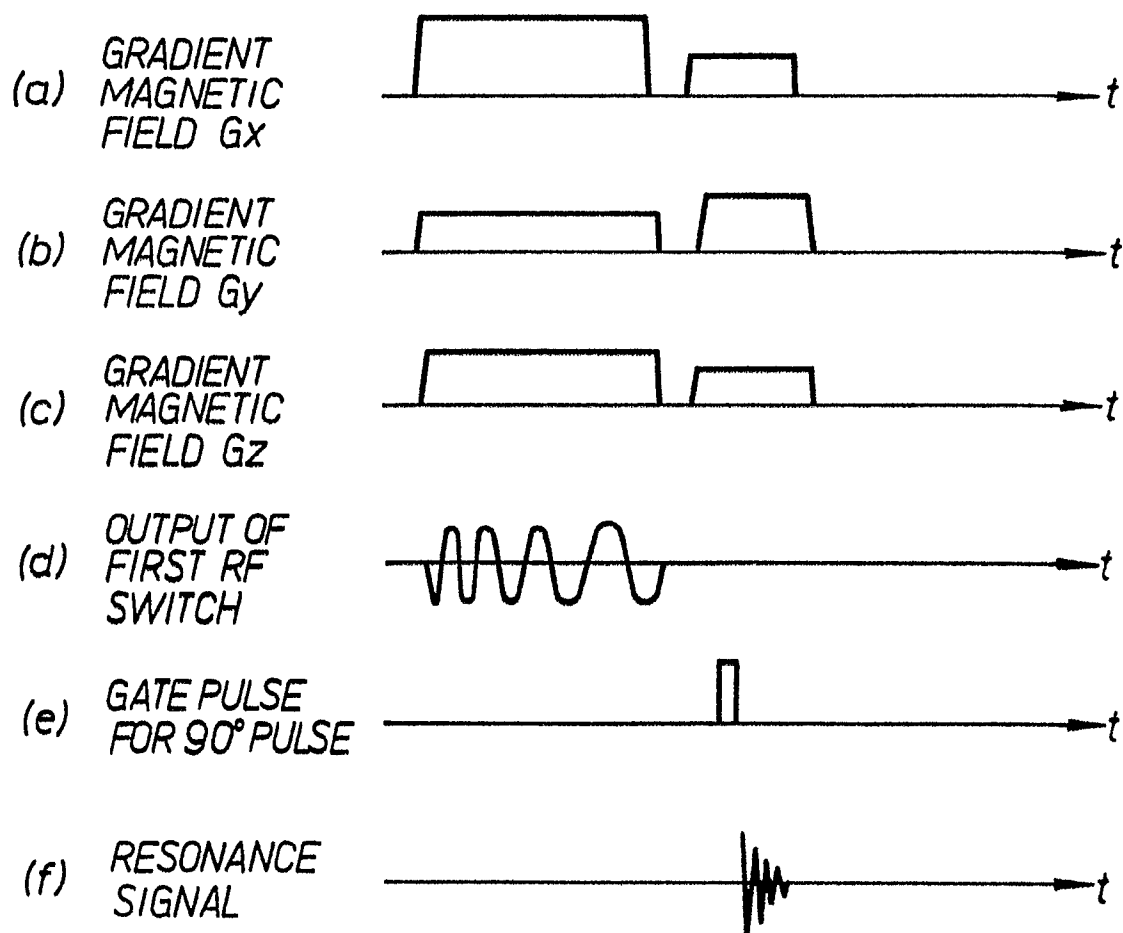 (a) GRADIENT
MAGNETIC
FIELD Gx
t
(b) GRADIENT
MAGNETIC
FIELD Gy
t
(c) GRADIENT
MAGNETIC
FIELD Gz
t
(d) OUTPUT OF
FIRST RF
SWITCH
t
(e) GATE PULSE
FOR 90° PULSE
t
(f) RESONANCE
SIGNAL
t